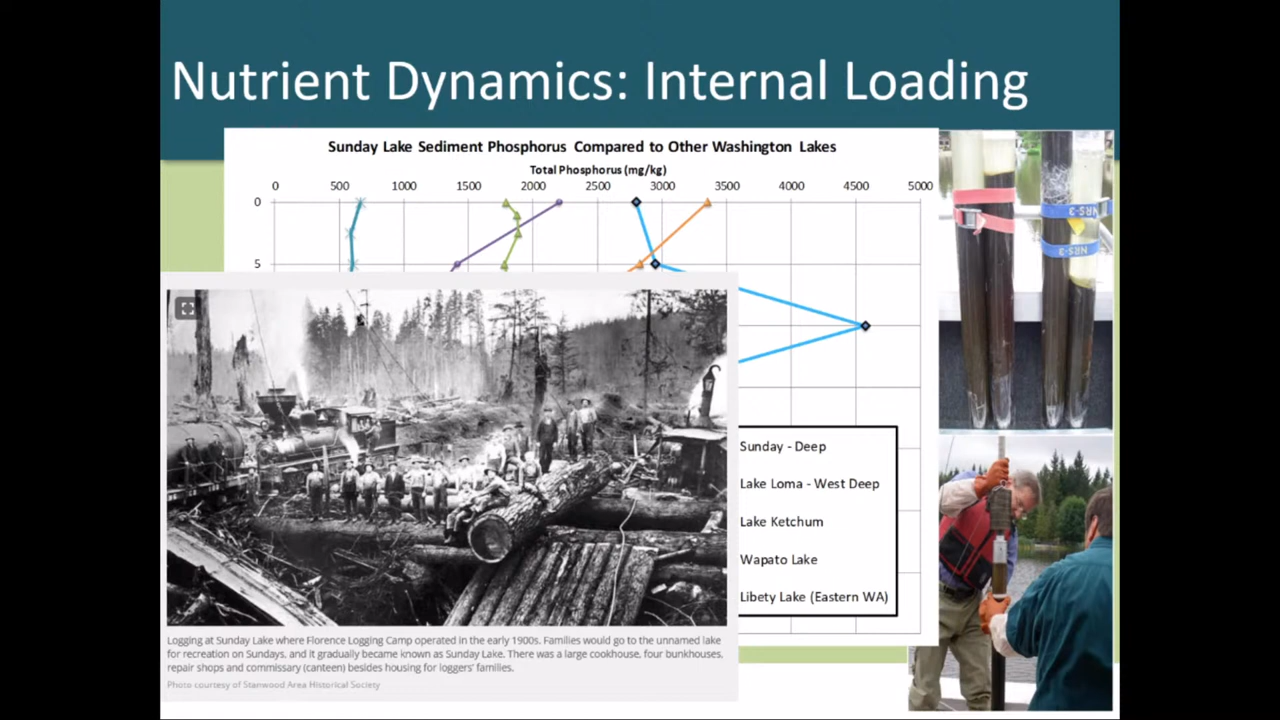 Nutrient Dynamics: Internal Loading
Sunday Lake Sediment Phosphorus Compared to Other Washington Lakes
Total Phosphorus (mg/kg)
0 500 1000 1500 2000 2500 3000 3500 4000 4500 5000
0
5
NRS-3
NRS-3
Sunday - Deep
Lake Loma - West Deep
Lake Ketchum
Wapato Lake
Libety Lake (Eastern WA)
Logging at Sunday Lake where Florence Logging Camp operated in the early 1900s. Families would go to the unnamed lake
for recreation on Sundays, and it gradually became known as Sunday Lake. There was a large cookhouse, four bunkhouses,
repair shops and commissary (canteen) besides housing for loggers' families.
Photo courtesy of Stanwood Area Historical Society